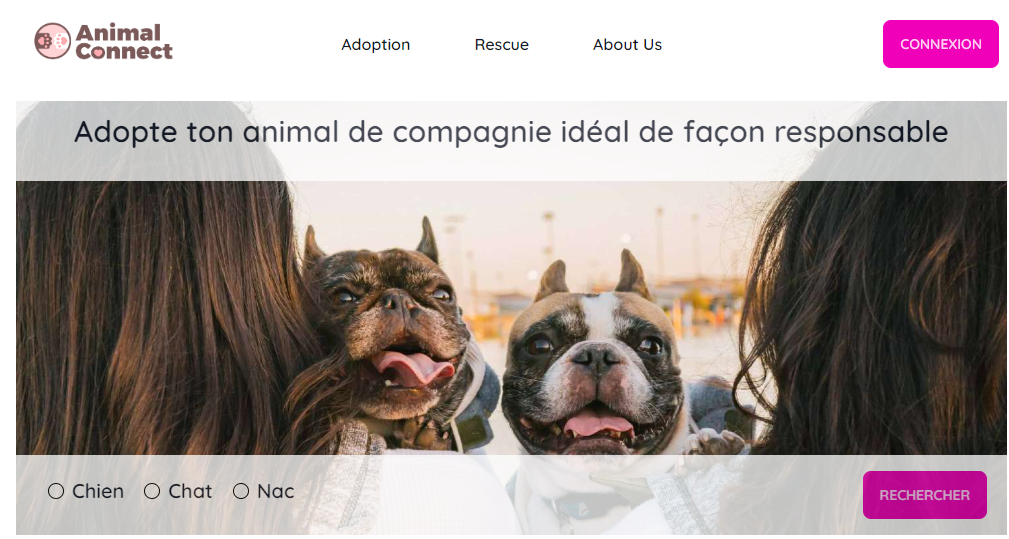 Animal
Connect
Adoption
Rescue
About Us
CONNEXION
Adopte ton animal de compagnie idéal de façon responsable
Chien
Chat
Nac
RECHERCHER